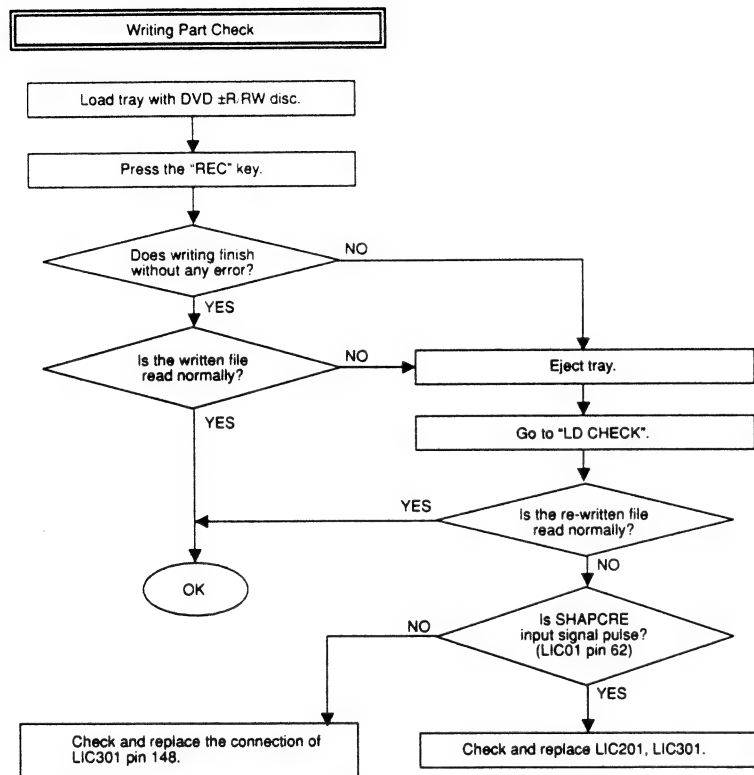 Writing Part Check
Load tray with DVD ±R/RW disc.
Press the "REC" key.
Does writing finish
without any error?
NO
YES
Is the written file
read normally?
NO
YES
Eject tray.
Go to "LD CHECK".
Is the re-written file
read normally?
YES
NO
OK
Is SHAPCRE
input signal pulse?
(LIC01 pin 62)
NO
YES
Check and replace the connection of
LIC301 pin 148.
Check and replace LIC201, LIC301.